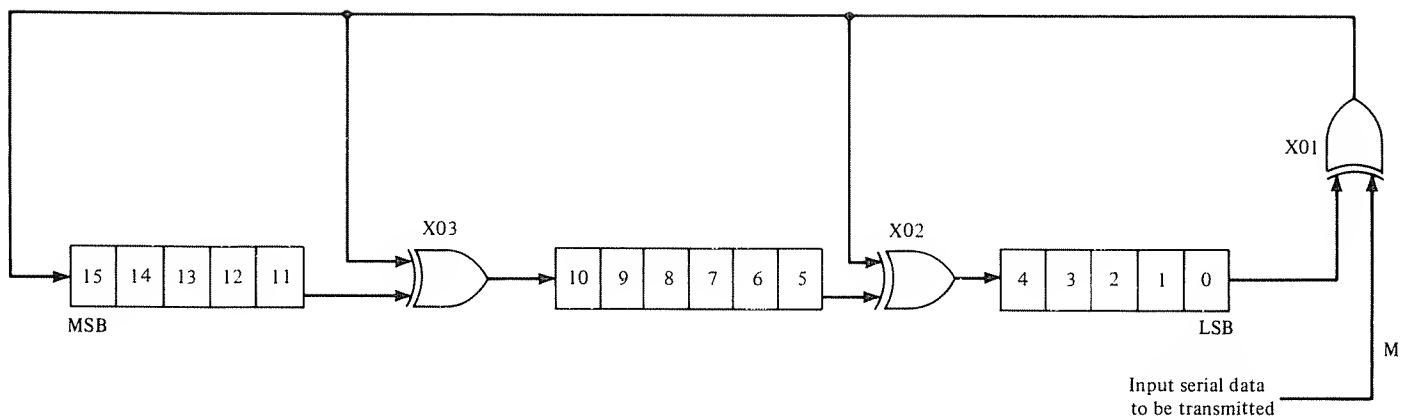 X01
X03
X02
15 14 13 12 11
10 9 8 7 6 5
4 3 2 1 0
MSB
LSB
M
Input serial data
to be transmitted